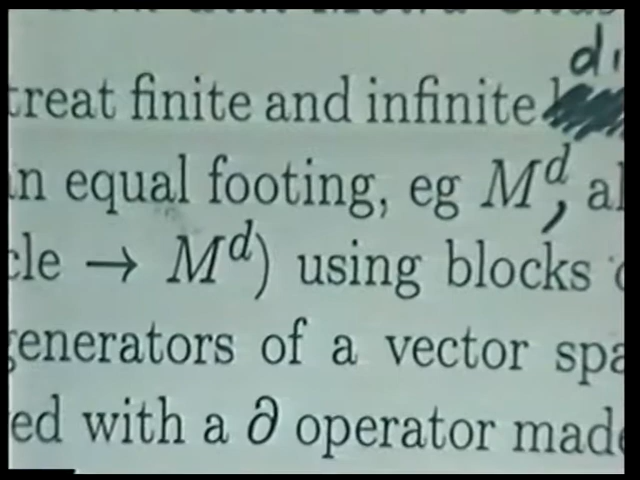 treat finite and infinite
n equal footing, eg M^d, al
cle → M^d) using blocks
generators of a vector spa
ed with a ∂ operator made